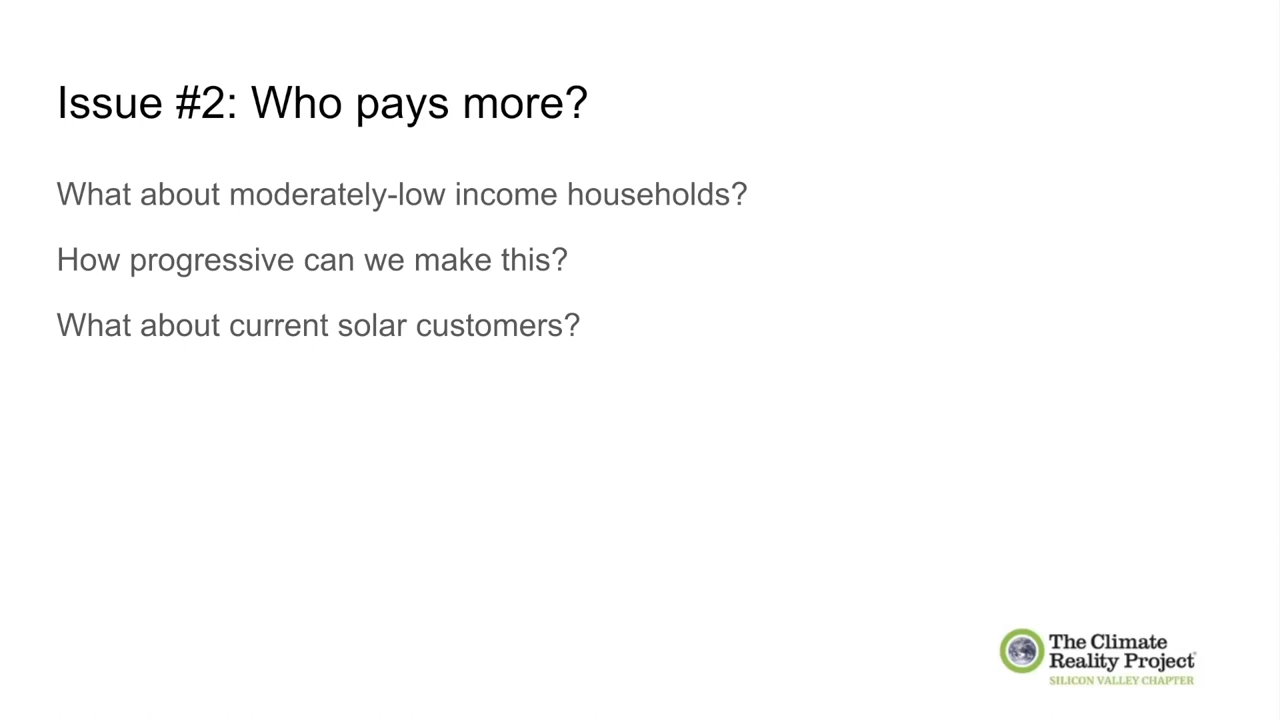 Issue #2: Who pays more?
What about moderately-low income households?
How progressive can we make this?
What about current solar customers?
The Climate
Reality Project
SILICON VALLEY CHAPTER